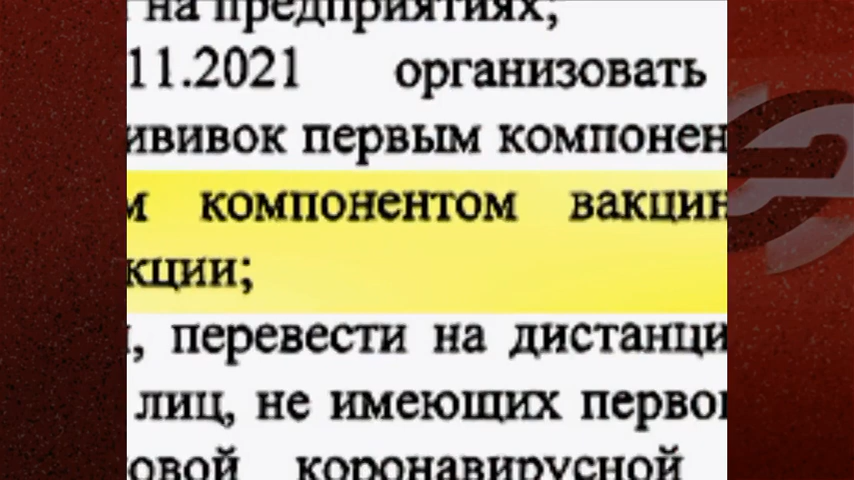 на предприятиях;
11.2021 организовать
ививок первым компонен
м компонентом вакцин
кции;
, перевести на дистанци
лиц, не имеющих перво
овой коронавирусной